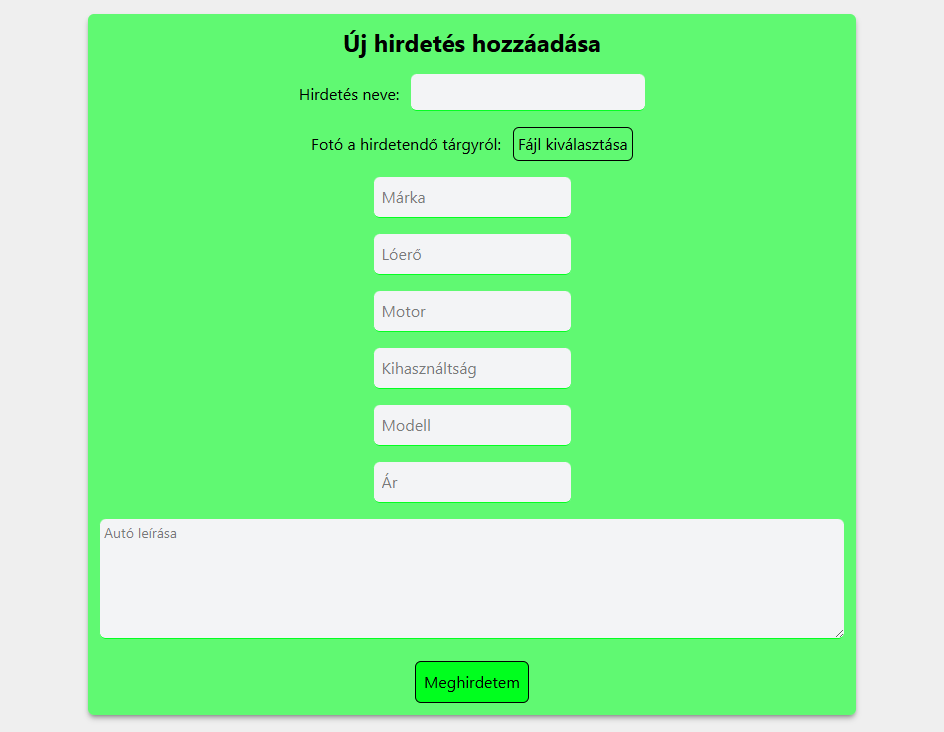 Új hirdetés hozzáadása
Hirdetés neve:
Fotó a hirdetendő tárgyról: Fájl kiválasztása
Márka
Lóerő
Motor
Kihasználtság
Modell
Ár
Autó leírása
Meghirdetem